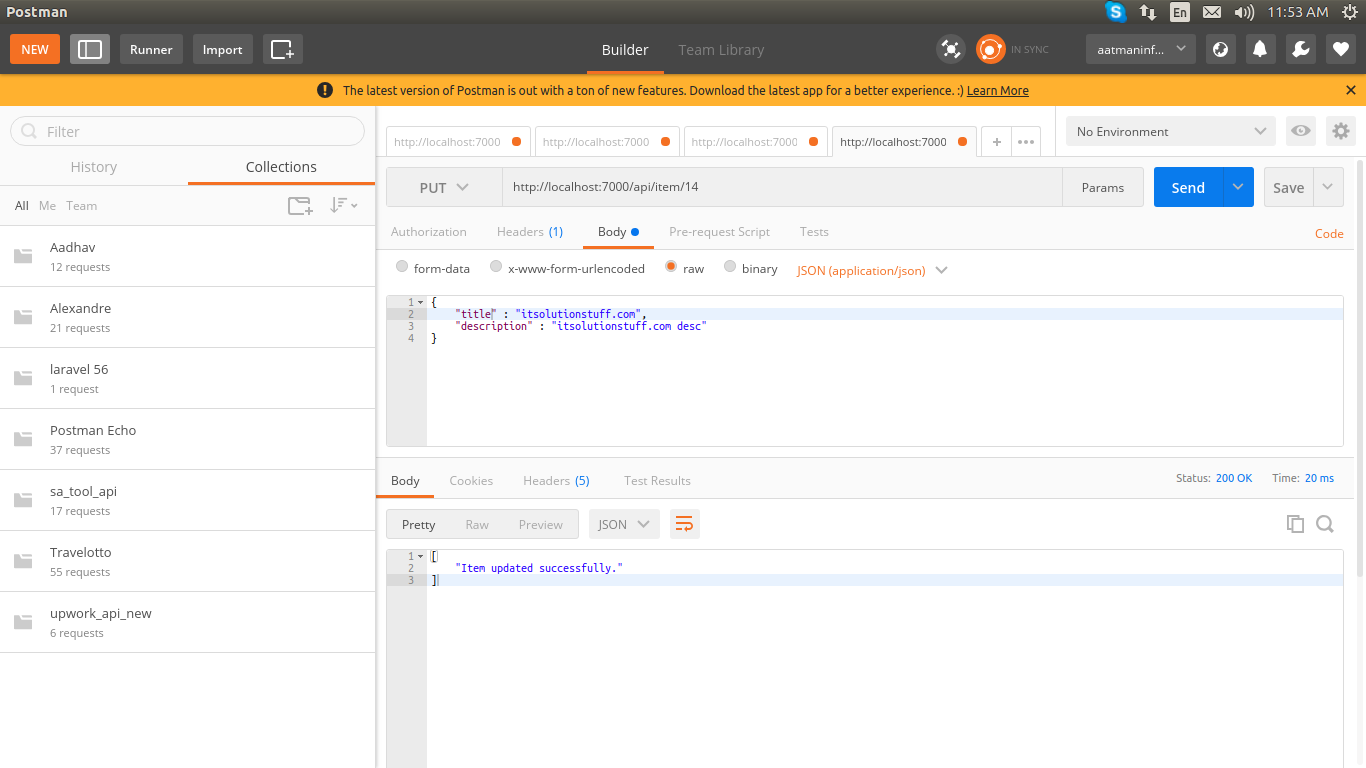 Postman
En
11:53 AM
NEW
Runner
Import
Builder
Team Library
IN SYNC
aatmaninf...
The latest version of Postman is out with a ton of new features. Download the latest app for a better experience. :) Learn More
Filter
History
Collections
All
Me
Team
Aadhav
12 requests
Alexandre
21 requests
laravel 56
1 request
Postman Echo
37 requests
sa_tool_api
17 requests
Travelotto
55 requests
upwork_api_new
6 requests
http://localhost:7000
http://localhost:7000
http://localhost:7000
http://localhost:7000
No Environment
PUT
http://localhost:7000/api/item/14
Params
Send
Save
Authorization
Headers (1)
Body
Pre-request Script
Tests
Code
form-data
x-www-form-urlencoded
raw
binary
JSON (application/json)
1 {
2 "title" : "itsolutionstuff.com",
3 "description" : "itsolutionstuff.com desc"
4 }
Body
Cookies
Headers (5)
Test Results
Status: 200 OK
Time: 20 ms
Pretty
Raw
Preview
JSON
1 [
2 "Item updated successfully."
3 ]